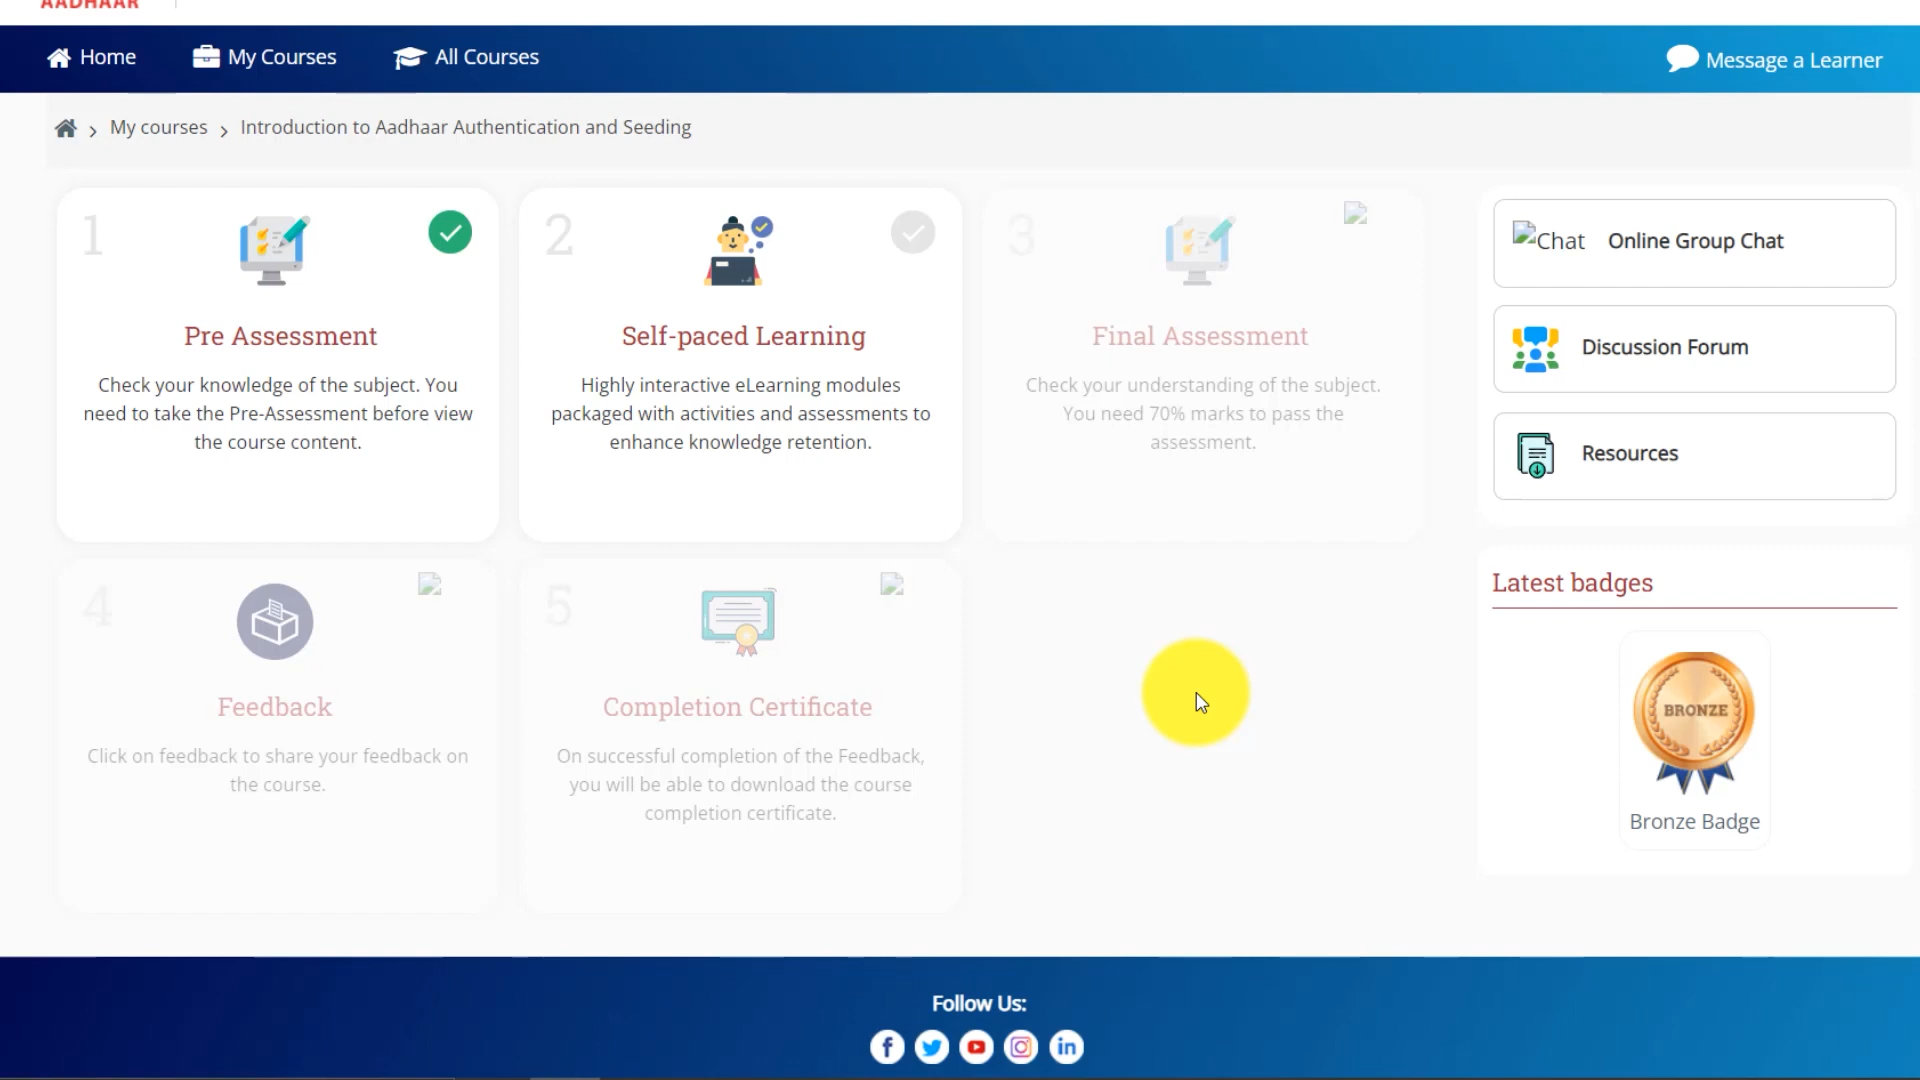 AADHAAR
Home
My Courses
All Courses
Message a Learner
My courses
Introduction to Aadhaar Authentication and Seeding
1
Pre Assessment
Check your knowledge of the subject. You
need to take the Pre-Assessment before view
the course content.
2
Self-paced Learning
Highly interactive eLearning modules
packaged with activities and assessments to
enhance knowledge retention.
3
Final Assessment
Check your understanding of the subject.
You need 70% marks to pass the
assessment.
4
Feedback
Click on feedback to share your feedback on
the course.
5
Completion Certificate
On successful completion of the Feedback,
you will be able to download the course
completion certificate.
Chat
Online Group Chat
Discussion Forum
Resources
Latest badges
BRONZE
Bronze Badge
Follow Us: